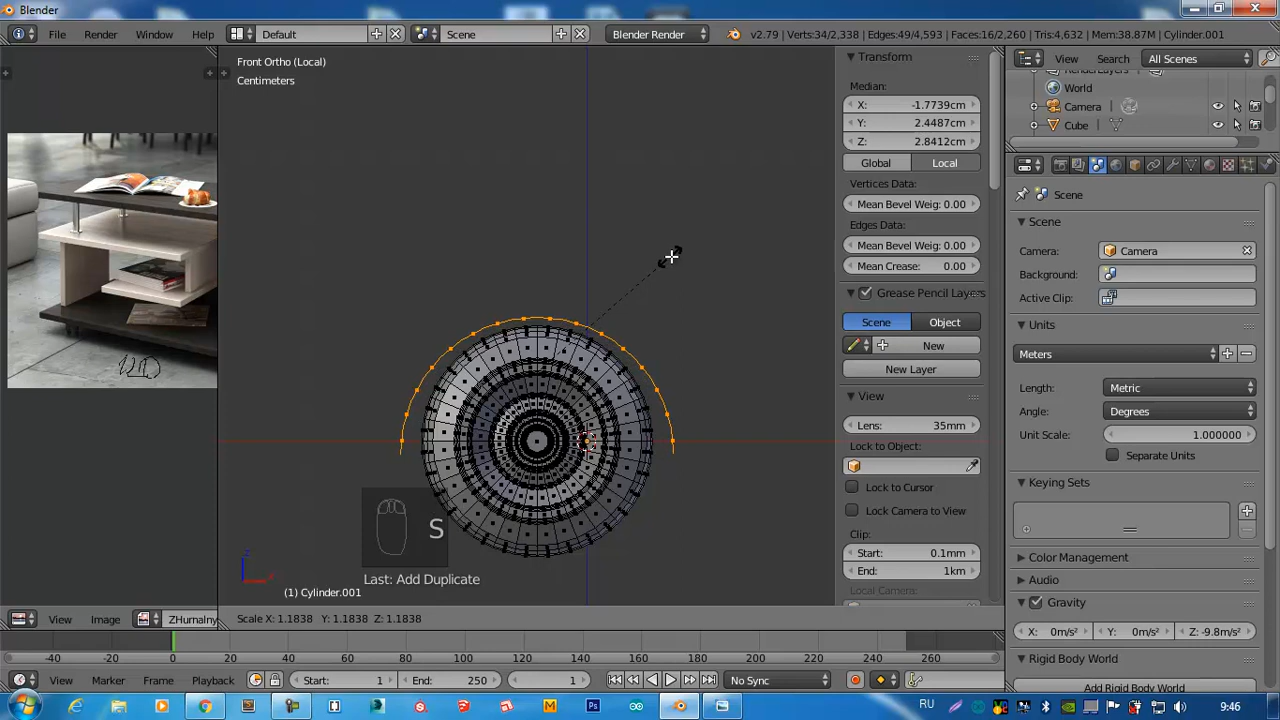 Blender
File
Render
Window
Help
Default
Scene
Blender Render
v2.79 | Verts:34/2,338 | Edges:49/4,593 | Faces:16/2,260 | Tris:4,632 | Mem:38.87M | Cylinder.001
Front Ortho (Local)
Centimeters
S
Last: Add Duplicate
(1) Cylinder.001
Scale X: 1.1838 Y: 1.1838 Z: 1.1838
View
Image
ZHurnalny
Transform
Median:
X: -1.7739cm
Y: 2.4487cm
Z: 2.8412cm
Global
Local
Vertices Data:
Mean Bevel Weig: 0.00
Edges Data:
Mean Bevel Weig: 0.00
Mean Crease: 0.00
Grease Pencil Layers
Scene
Object
New
New Layer
View
Lens: 35mm
Lock to Object:
Lock to Cursor
Lock Camera to View
Clip:
Start: 0.1mm
End: 1km
Local Camera:
View
Search
All Scenes
RenderLayers
World
Camera
Cube
Scene
Scene
Camera:
Camera
Background:
Active Clip:
Units
Meters
Length:
Metric
Angle:
Degrees
Unit Scale:
1.000000
Separate Units
Keying Sets
Color Management
Audio
Gravity
X: 0m/s²
Y: 0m/s²
Z: -9.8m/s²
Rigid Body World
Add Rigid Body World
-40 -20 0 20 40 60 80 100 120 140 160 180 200 220 240 260
View
Marker
Frame
Playback
Start: 1
End: 250
1
No Sync
RU
9:46